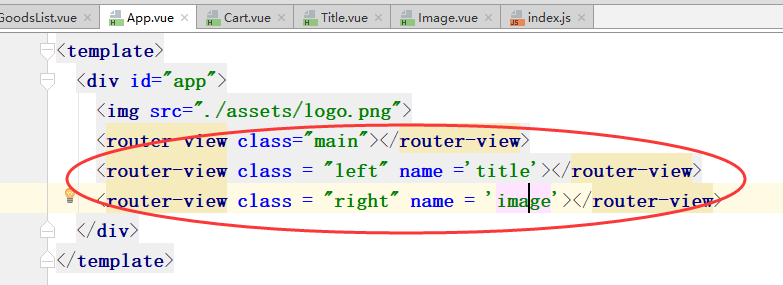 GoodsList.vue App.vue Cart.vue Title.vue Image.vue index.js
<template>
<div id="app">
<img src="./assets/logo.png">
<router-view class="main"></router-view>
<router-view class = "left" name ='title'></router-view>
<router-view class = "right" name = 'image'></router-view>
</div>
</template>